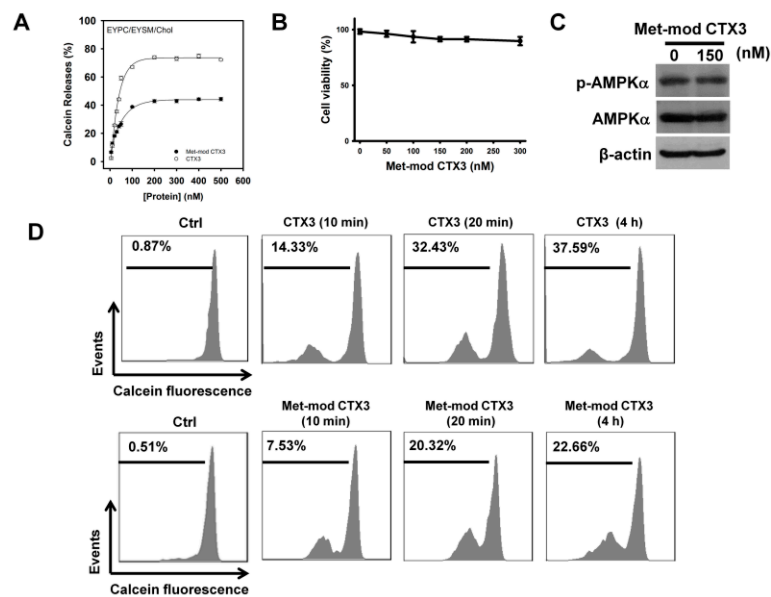 A
EYPC/EYSM/Chol
Calcein Releases (%)
100
80
60
40
20
0
0 100 200 300 400 500 600
[Protein] (nM)
Met-mod CTX3
CTX3
B
Cell viability (%)
100
50
0
0 50 100 150 200 250 300
Met-mod CTX3 (nM)
C
Met-mod CTX3
0 150 (nM)
p-AMPKα
AMPKα
β-actin
D
Ctrl
0.87%
CTX3 (10 min)
14.33%
CTX3 (20 min)
32.43%
CTX3 (4 h)
37.59%
Events
Calcein fluorescence
Ctrl
0.51%
Met-mod CTX3
(10 min)
7.53%
Met-mod CTX3
(20 min)
20.32%
Met-mod CTX3
(4 h)
22.66%
Events
Calcein fluorescence